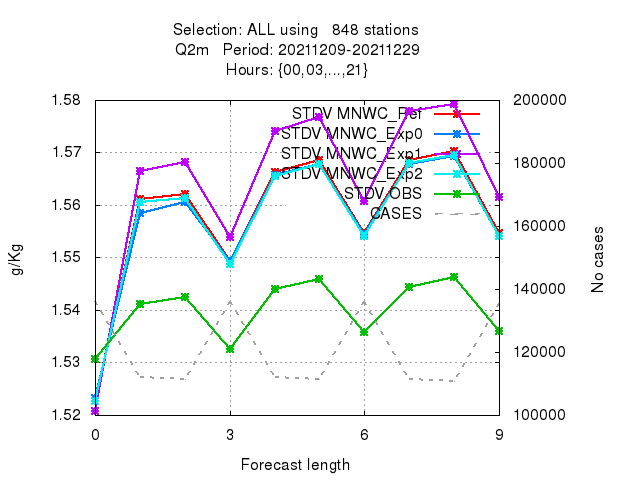 Selection: ALL using   848 stations
Q2m   Period: 20211209-20211229
Hours: {00,03,...,21}
1.58
1.57
1.56
1.55
1.54
1.53
1.52
g/Kg
STDV MNWC_Ref
STDV MNWC_Exp0
STDV MNWC_Exp1
STDV MNWC_Exp2
STDV OBS
CASES
200000
180000
160000
140000
120000
100000
No cases
0 3 6 9
Forecast length